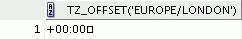 TZ_OFFSET('EUROPE/LONDON')
1 +00:00□